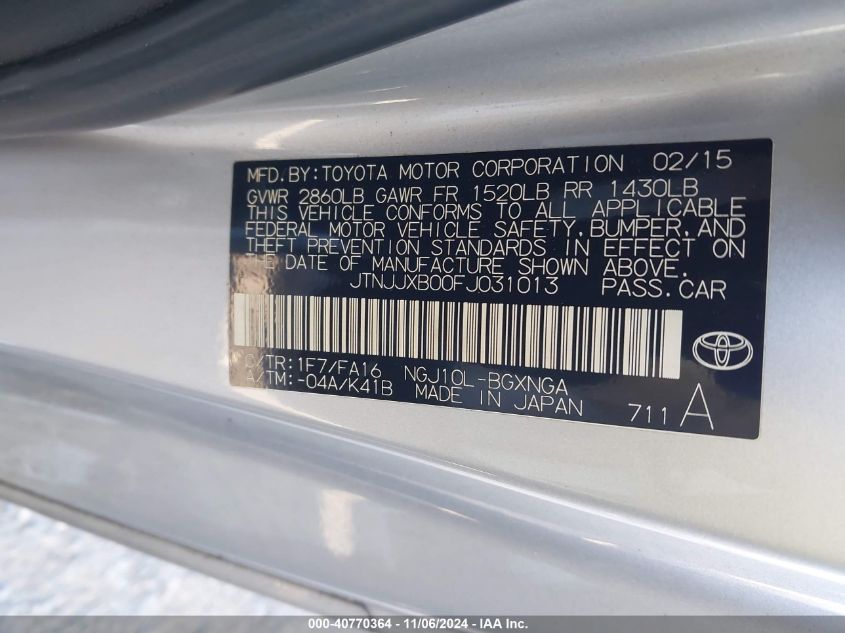 MFD.BY:TOYOTA MOTOR CORPORATION 02/15
GVWR 2860LB GAWR FR 1520LB RR 1430LB
THIS VEHICLE CONFORMS TO ALL APPLICABLE
FEDERAL MOTOR VEHICLE SAFETY,BUMPER,AND
THEFT PREVENTION STANDARDS IN EFFECT ON
THE DATE OF MANUFACTURE SHOWN ABOVE.
JTNJJXB00FJ031013 PASS.CAR
C/TR:1F7/FA16 NGJ10L-BGXNGA
A/TM:-04A/K41B MADE IN JAPAN 711 A
000-40770364 - 11/06/2024 - IAA Inc.